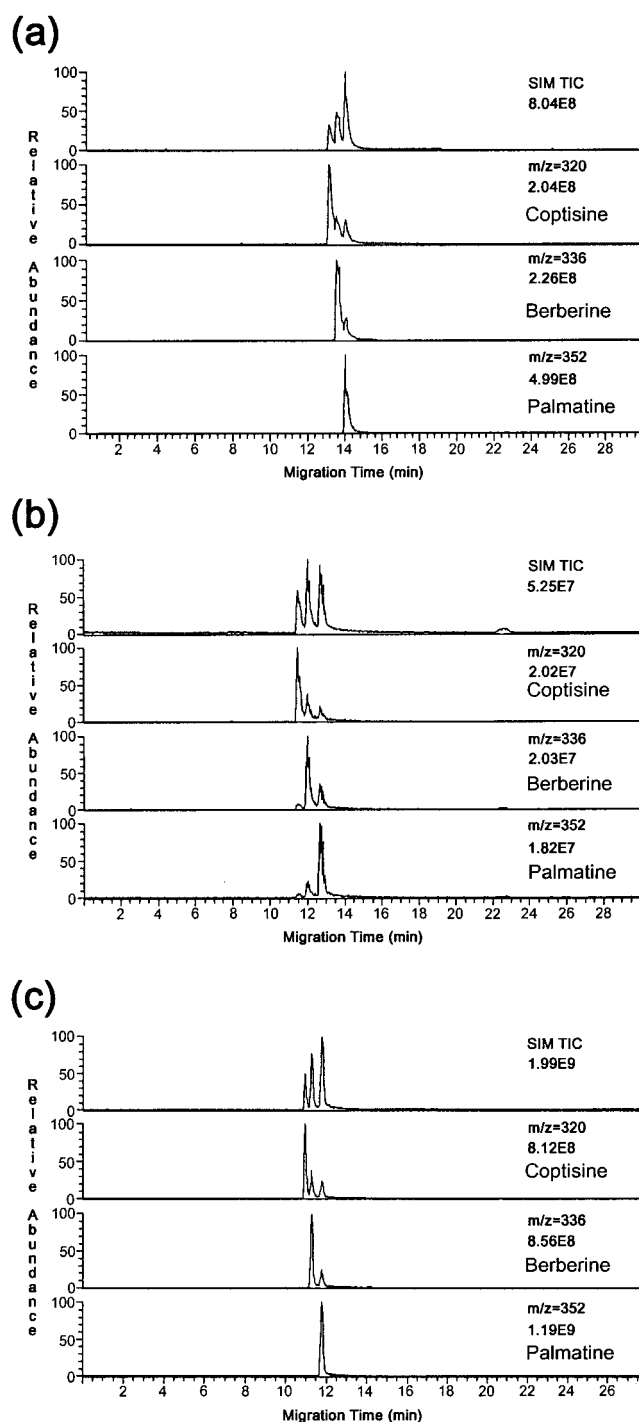 (a)
Relative Abundance
100
50
0
SIM TIC
8.04E8
100
50
0
m/z=320
2.04E8
Coptisine
100
50
0
m/z=336
2.26E8
Berberine
100
50
0
m/z=352
4.99E8
Palmatine
2 4 6 8 10 12 14 16 18 20 22 24 26 28
Migration Time (min)
(b)
Relative Abundance
100
50
0
SIM TIC
5.25E7
100
50
0
m/z=320
2.02E7
Coptisine
100
50
0
m/z=336
2.03E7
Berberine
100
50
0
m/z=352
1.82E7
Palmatine
2 4 6 8 10 12 14 16 18 20 22 24 26 28
Migration Time (min)
(c)
Relative Abundance
100
50
0
SIM TIC
1.99E9
100
50
0
m/z=320
8.12E8
Coptisine
100
50
0
m/z=336
8.56E8
Berberine
100
50
0
m/z=352
1.19E9
Palmatine
2 4 6 8 10 12 14 16 18 20 22 24 26
Migration Time (min)